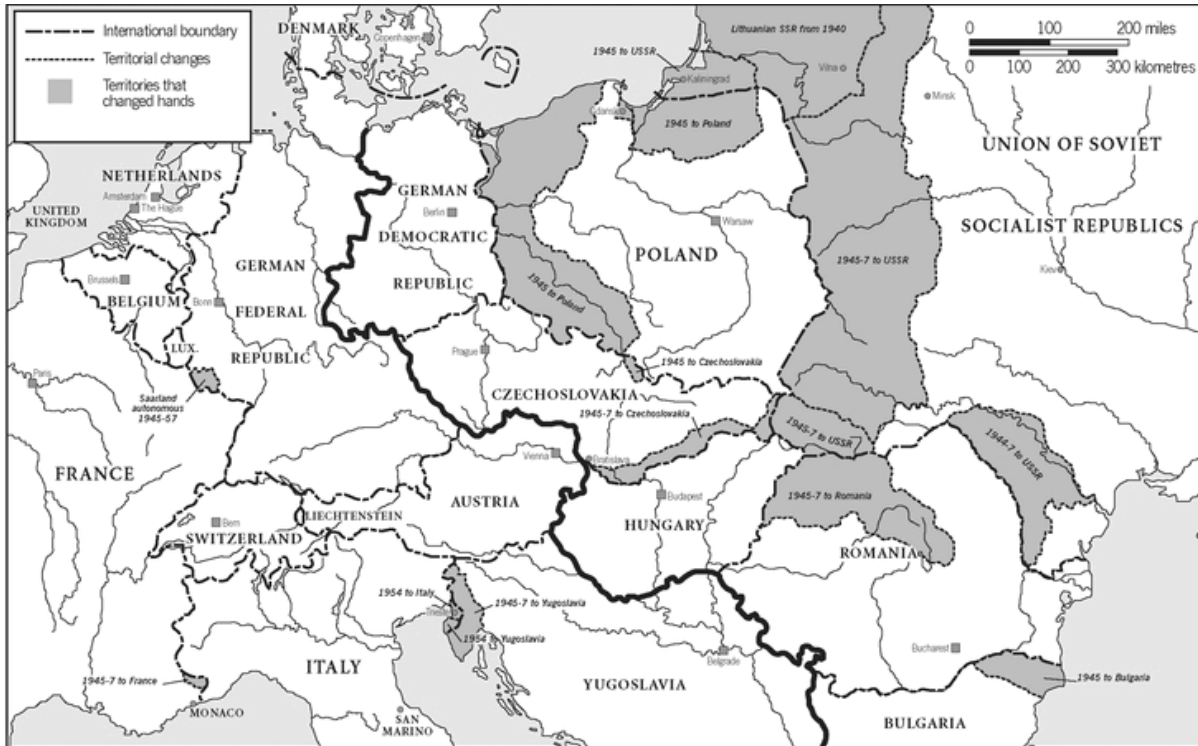 International boundary
Territorial changes
Territories that
changed hands
DENMARK
Copenhagen
1945 to USSR
Lithuanian SSR from 1940
0 100 200 miles
0 100 200 300 kilometres
Kaliningrad
Vilna
Minsk
Gdansk
1945 to Poland
UNION OF SOVIET
SOCIALIST REPUBLICS
NETHERLANDS
Amsterdam
The Hague
UNITED
KINGDOM
GERMAN
DEMOCRATIC
REPUBLIC
Berlin
Warsaw
POLAND
1945-7 to USSR
Kiev
Brussels
BELGIUM
Bonn
GERMAN
FEDERAL
REPUBLIC
1945 to Poland
LUX.
Prague
1945 to Czechoslovakia
Paris
Saarland
autonomous
1945-57
CZECHOSLOVAKIA
1945-7 to Czechoslovakia
1945-7 to USSR
1944-7 to USSR
FRANCE
Vienna
Bratislava
AUSTRIA
Budapest
1945-7 to Romania
Bern
SWITZERLAND
LIECHTENSTEIN
HUNGARY
ROMANIA
1954 to Italy
Trieste
1945-7 to Yugoslavia
1954 to Yugoslavia
ITALY
Belgrade
Bucharest
1945-7 to France
MONACO
SAN
MARINO
YUGOSLAVIA
1945 to Bulgaria
BULGARIA